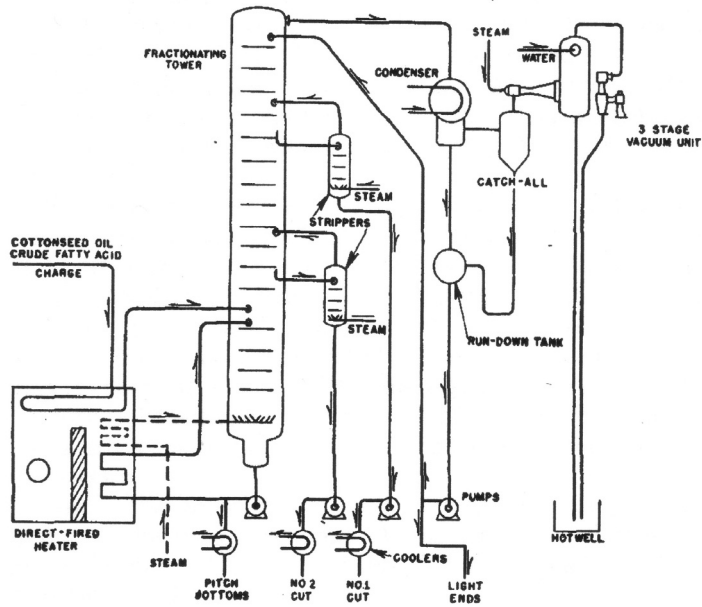 FRACTIONATING
TOWER
STEAM
WATER
CONDENSER
3 STAGE
VACUUM UNIT
CATCH-ALL
STEAM
STRIPPERS
COTTONSEED OIL
CRUDE FATTY ACID
CHARGE
STEAM
RUN-DOWN TANK
PUMPS
DIRECT-FIRED
HEATER
STEAM
COOLERS
HOTWELL
PITCH
BOTTOMS
NO.2
CUT
NO.1
CUT
LIGHT
ENDS